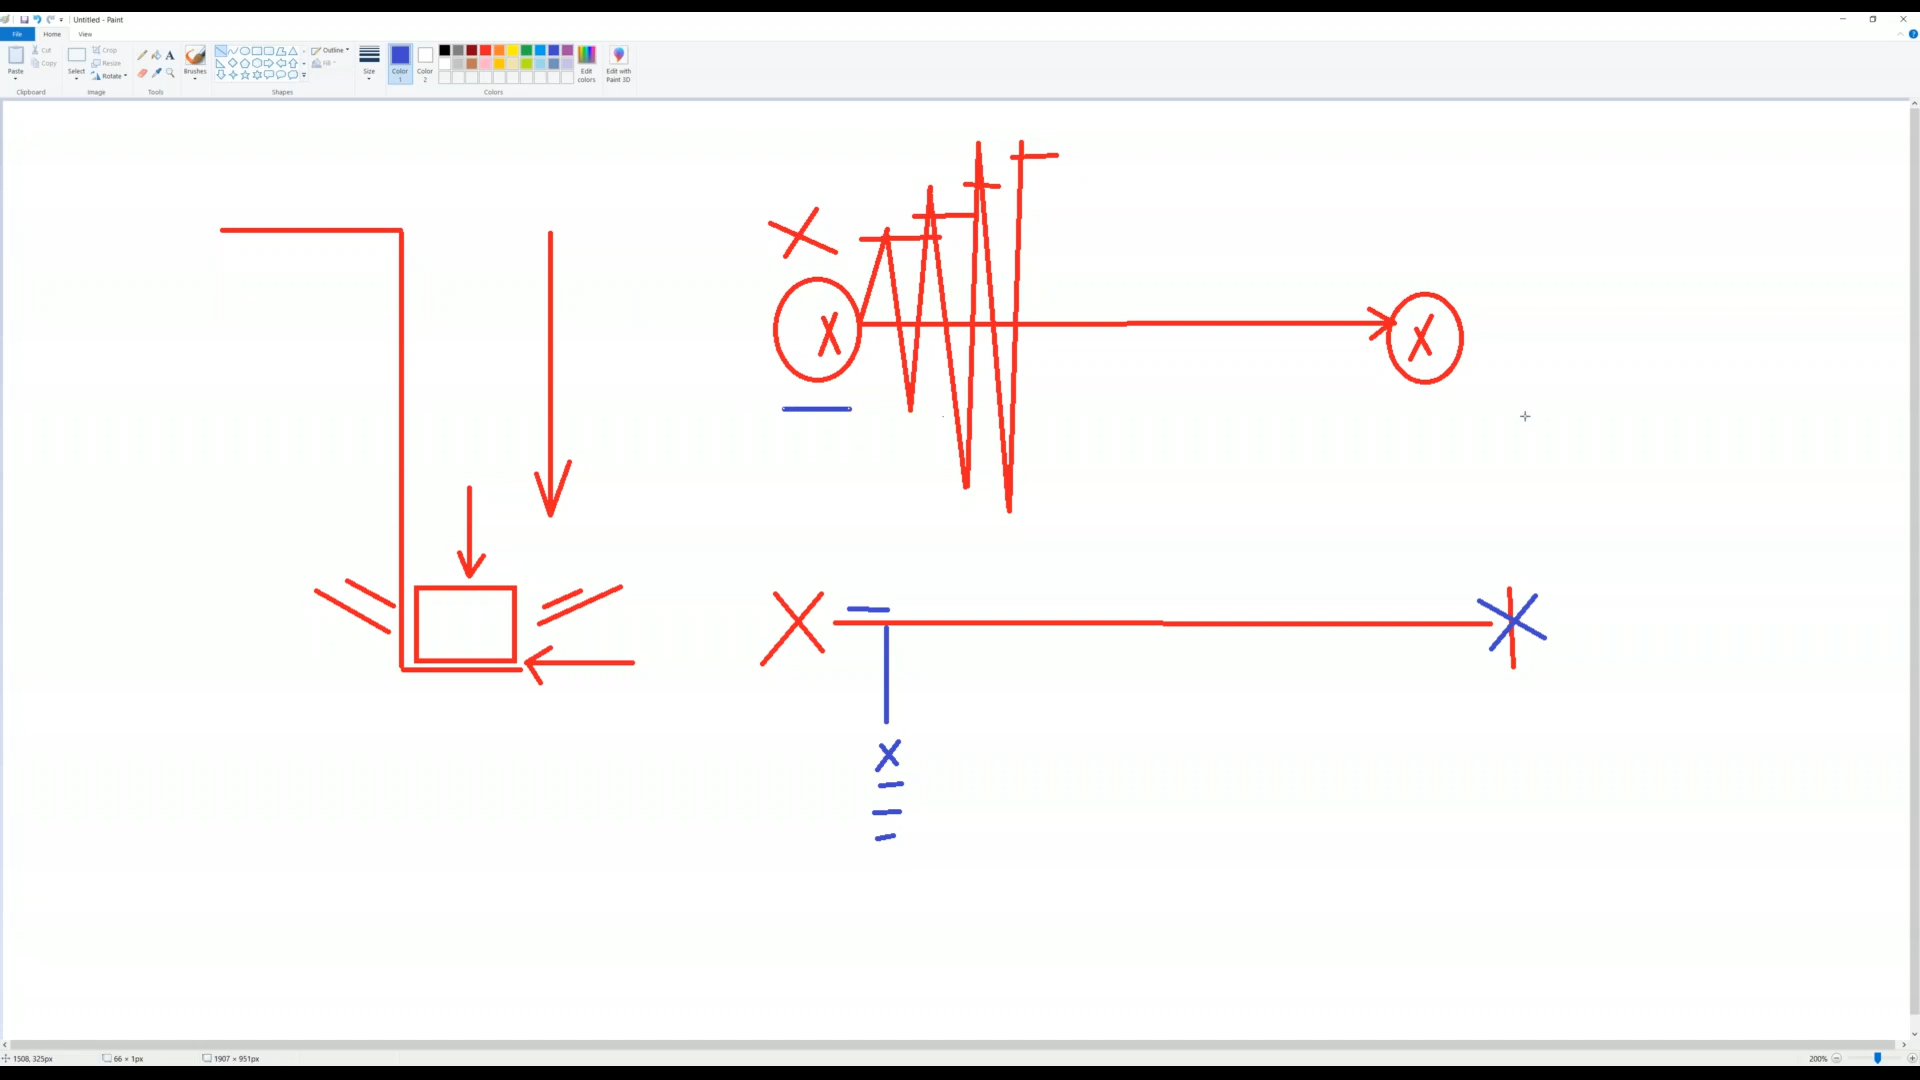 Untitled - Paint
File Home View
Cut
Copy
Paste
Clipboard
Crop
Resize
Rotate
Select
Image
A
Tools
Brushes
Outline
Fill
Shapes
Size
Color 1
Color 2
Edit colors
Colors
Edit with Paint 3D
X
X
X
X
X
1508, 325px
66 × 1px
1907 × 951px
200%